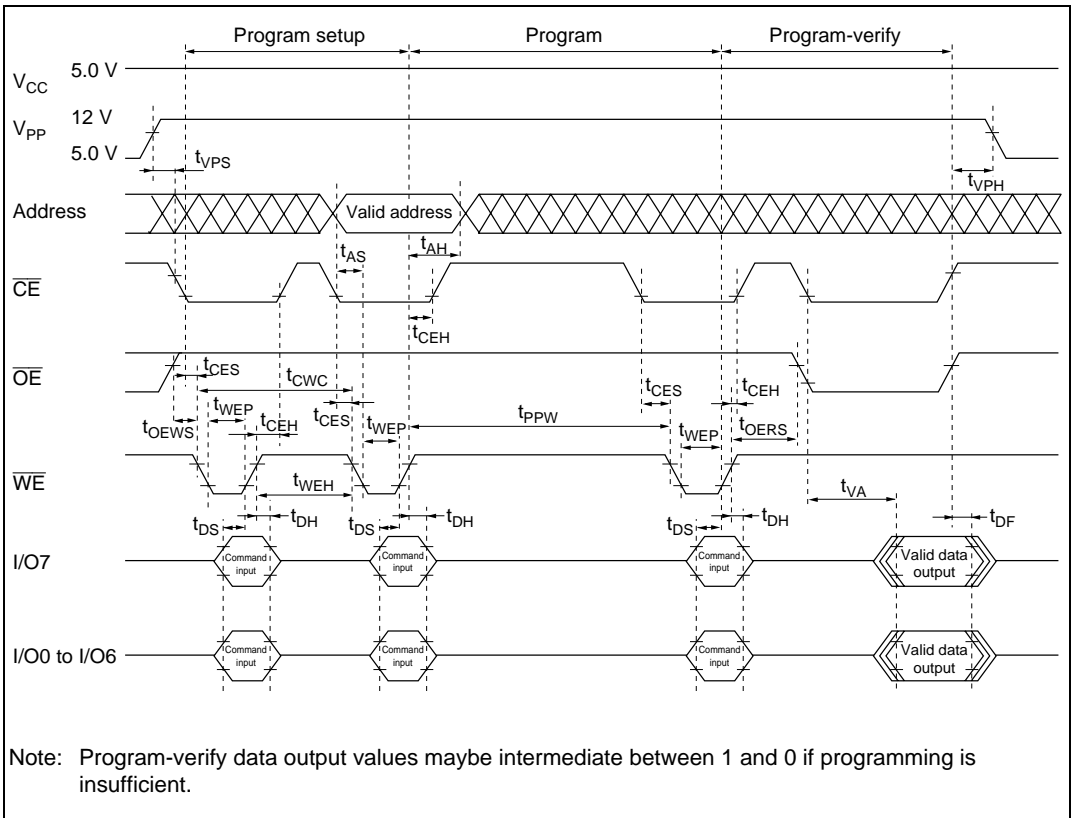 Program setup Program Program-verify
VCC 5.0 V
VPP 12 V
5.0 V
tVPS
tVPH
Address Valid address
tAS tAH
CE
tCEH
OE
tCES tCWC tCES tCEH
tOEWS tWEP tCEH tCES tWEP tPPW tWEP tOERS
WE
tWEH tVA
tDS tDH tDS tDH tDS tDH tDF
I/O7 Command input Command input Command input Valid data output
I/O0 to I/O6 Command input Command input Command input Valid data output
Note: Program-verify data output values maybe intermediate between 1 and 0 if programming is
insufficient.